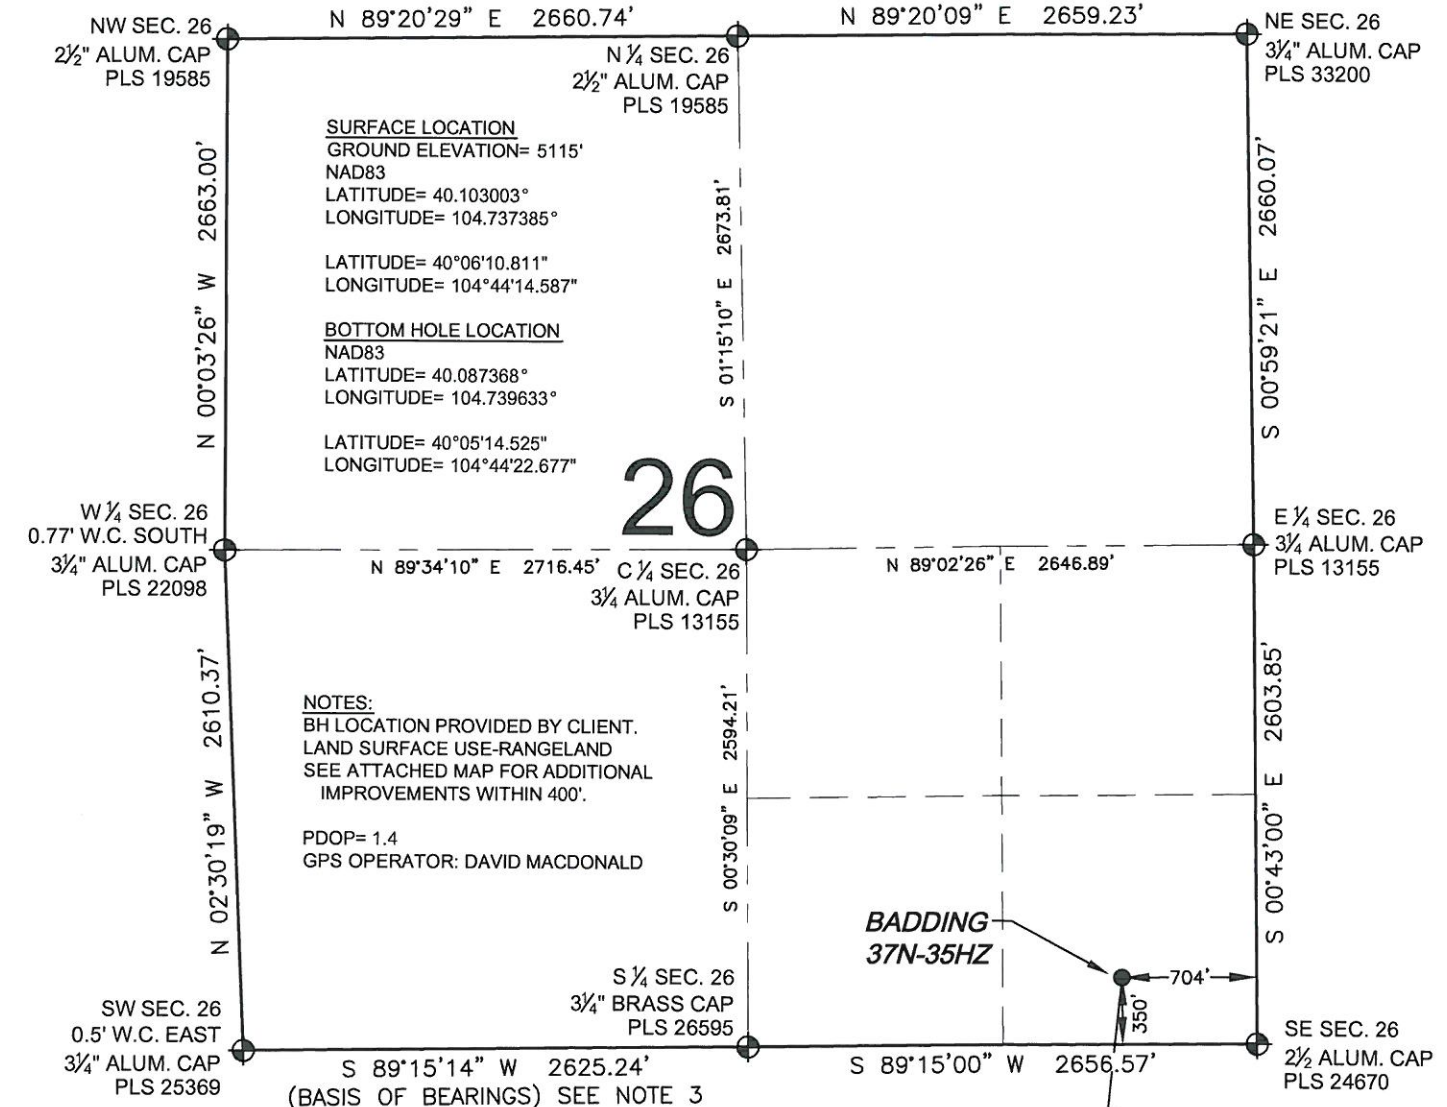 N 89°20'29" E 2660.74'
N 89°20'09" E 2659.23'
NW SEC. 26
2½" ALUM. CAP
PLS 19585
N ¼ SEC. 26
2½" ALUM. CAP
PLS 19585
NE SEC. 26
3¼" ALUM. CAP
PLS 33200
SURFACE LOCATION
GROUND ELEVATION= 5115'
NAD83
LATITUDE= 40.103003°
LONGITUDE= 104.737385°
LATITUDE= 40°06'10.811"
LONGITUDE= 104°44'14.587"
BOTTOM HOLE LOCATION
NAD83
LATITUDE= 40.087368°
LONGITUDE= 104.739633°
LATITUDE= 40°05'14.525"
LONGITUDE= 104°44'22.677"
N 00°03'26" W 2663.00'
S 01°15'10" E 2673.81'
S 00°59'21" E 2660.07'
26
W ¼ SEC. 26
0.77' W.C. SOUTH
3¼" ALUM. CAP
PLS 22098
N 89°34'10" E 2716.45'
C ¼ SEC. 26
3¼ ALUM. CAP
PLS 13155
N 89°02'26" E 2646.89'
E ¼ SEC. 26
3¼ ALUM. CAP
PLS 13155
N 02°30'19" W 2610.37'
NOTES:
BH LOCATION PROVIDED BY CLIENT.
LAND SURFACE USE-RANGELAND
SEE ATTACHED MAP FOR ADDITIONAL
IMPROVEMENTS WITHIN 400'.
PDOP= 1.4
GPS OPERATOR: DAVID MACDONALD
S 00°30'09" E 2594.21'
S 00°43'00" E 2603.85'
BADDING
37N-35HZ
704'
350'
SW SEC. 26
0.5' W.C. EAST
3¼" ALUM. CAP
PLS 25369
S ¼ SEC. 26
3¼" BRASS CAP
PLS 26595
SE SEC. 26
2½ ALUM. CAP
PLS 24670
S 89°15'14" W 2625.24'
(BASIS OF BEARINGS) SEE NOTE 3
S 89°15'00" W 2656.57'